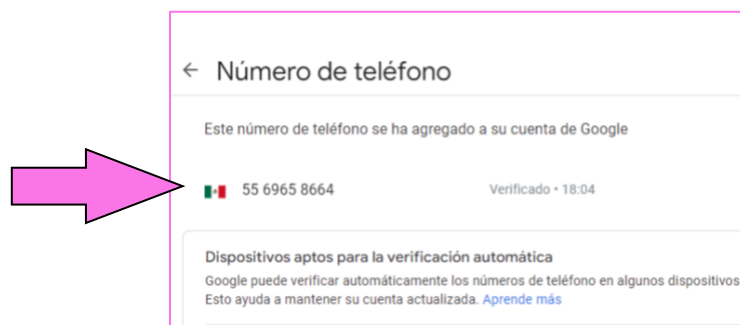 Número de teléfono
Este número de teléfono se ha agregado a su cuenta de Google
55 6965 8664 Verificado • 18:04
Dispositivos aptos para la verificación automática
Google puede verificar automáticamente los números de teléfono en algunos dispositivos
Esto ayuda a mantener su cuenta actualizada. Aprende más